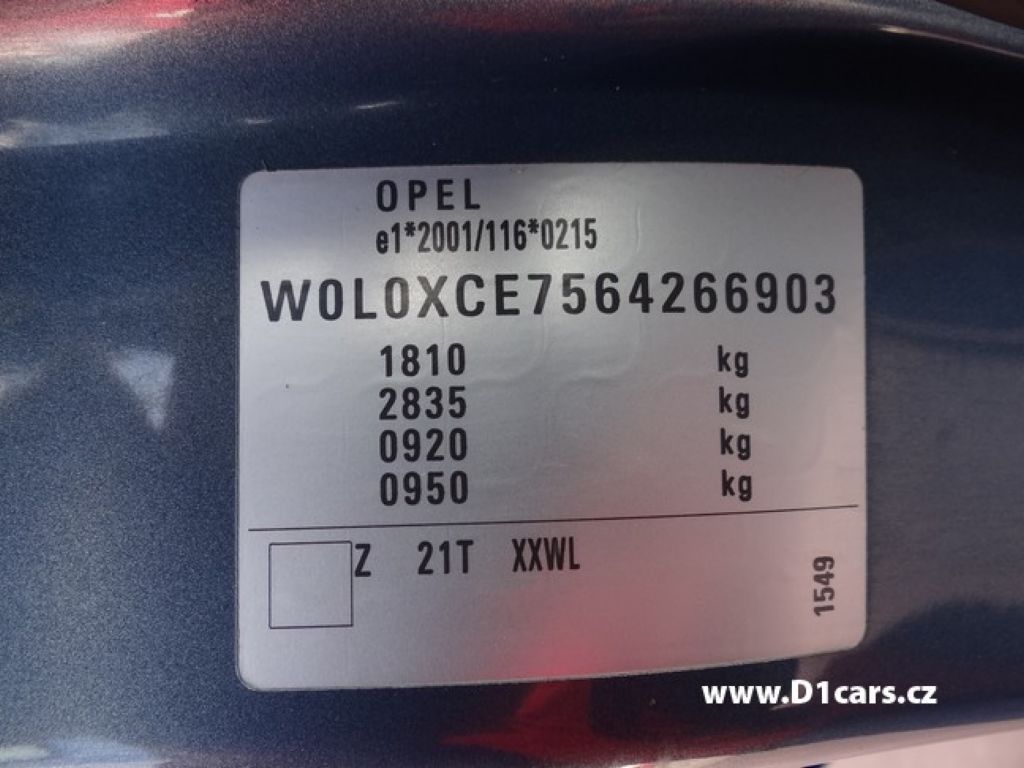 OPEL
e1*2001/116*0215
W0L0XCE7564266903
1810 kg
2835 kg
0920 kg
0950 kg
Z 21T XXWL
1549
www.D1cars.cz